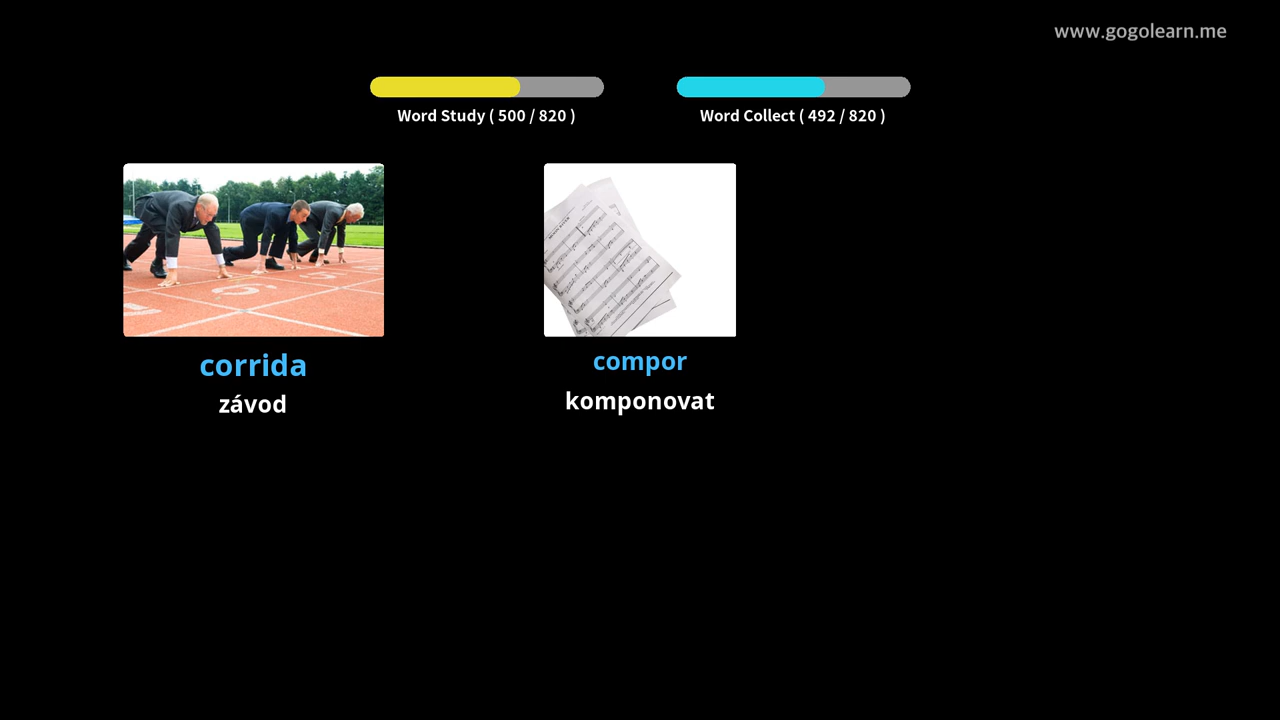 www.gogolearn.me
Word Study ( 500 / 820 )
Word Collect ( 492 / 820 )
corrida
závod
compor
komponovat